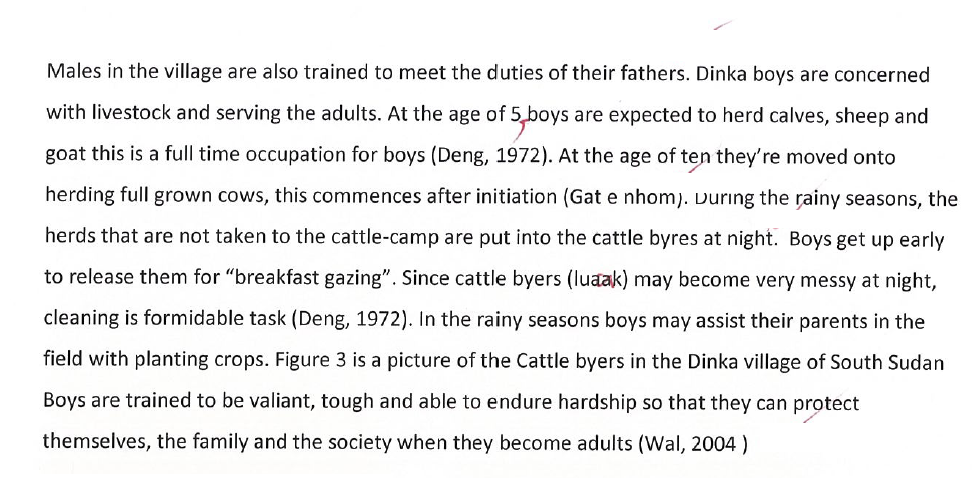 Males in the village are also trained to meet the duties of their fathers. Dinka boys are concerned
with livestock and serving the adults. At the age of 5 boys are expected to herd calves, sheep and
goat this is a full time occupation for boys (Deng, 1972). At the age of ten they're moved onto
herding full grown cows, this commences after initiation (Gat e nhom). During the rainy seasons, the
herds that are not taken to the cattle-camp are put into the cattle byres at night. Boys get up early
to release them for “breakfast gazing”. Since cattle byers (luaak) may become very messy at night,
cleaning is formidable task (Deng, 1972). In the rainy seasons boys may assist their parents in the
field with planting crops. Figure 3 is a picture of the Cattle byers in the Dinka village of South Sudan
Boys are trained to be valiant, tough and able to endure hardship so that they can protect
themselves, the family and the society when they become adults (Wal, 2004 )